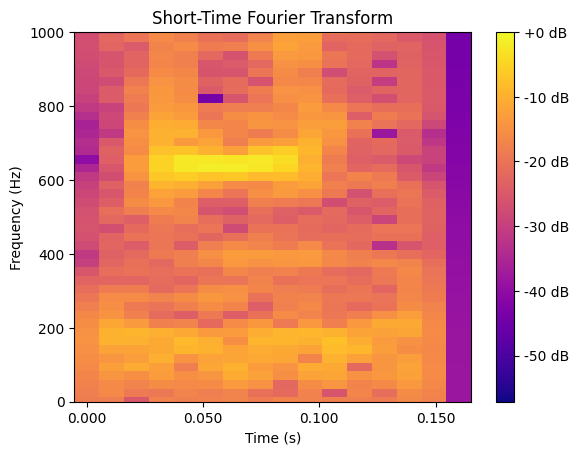 Short-Time Fourier Transform
Frequency (Hz)
1000
800
600
400
200
0
0.000 0.050 0.100 0.150
Time (s)
+0 dB
-10 dB
-20 dB
-30 dB
-40 dB
-50 dB